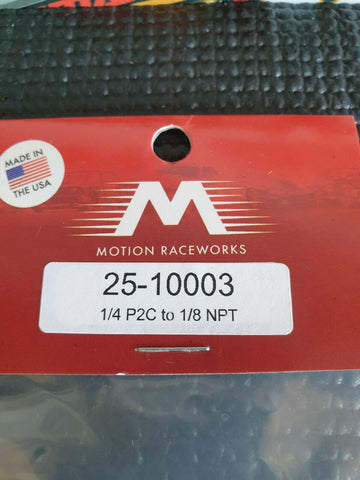 MADE IN
THE USA
M
MOTION RACEWORKS
25-10003
1/4 P2C to 1/8 NPT